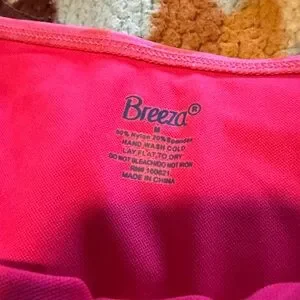 Breeza®
M
80% Nylon 20% Spandex
HAND WASH COLD
LAY FLAT TO DRY
DO NOT BLEACH/DO NOT IRON
RN# 160621
MADE IN CHINA